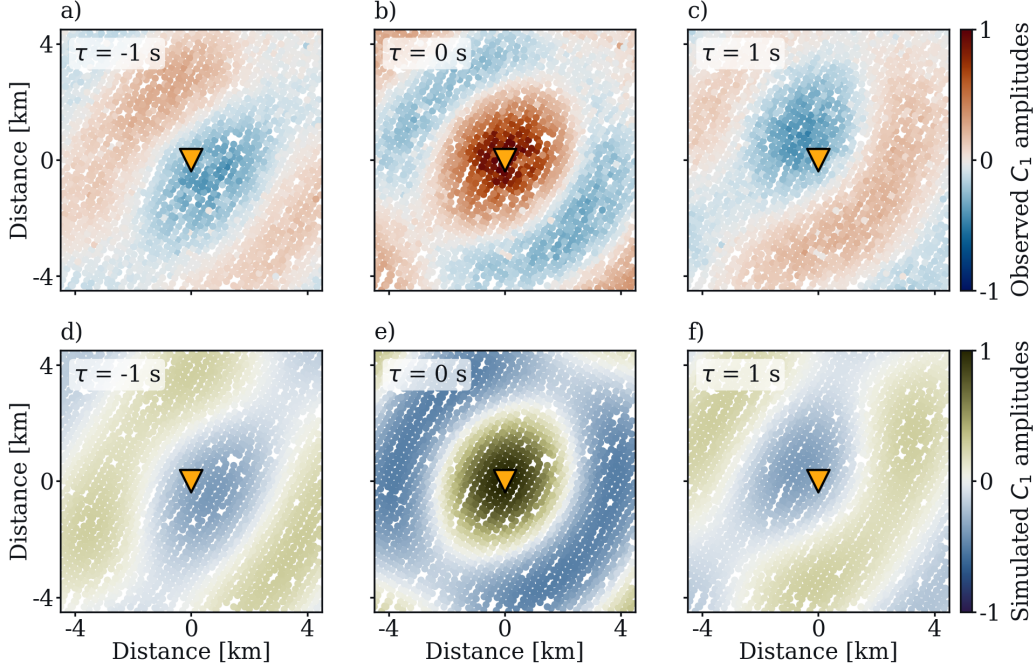 a)
b)
c)
τ = -1 s
τ = 0 s
τ = 1 s
4
0
-4
Distance [km]
1
0
-1
Observed C₁ amplitudes
d)
e)
f)
τ = -1 s
τ = 0 s
τ = 1 s
4
0
-4
Distance [km]
1
0
-1
Simulated C₁ amplitudes
-4 0 4
-4 0 4
-4 0 4
Distance [km]
Distance [km]
Distance [km]